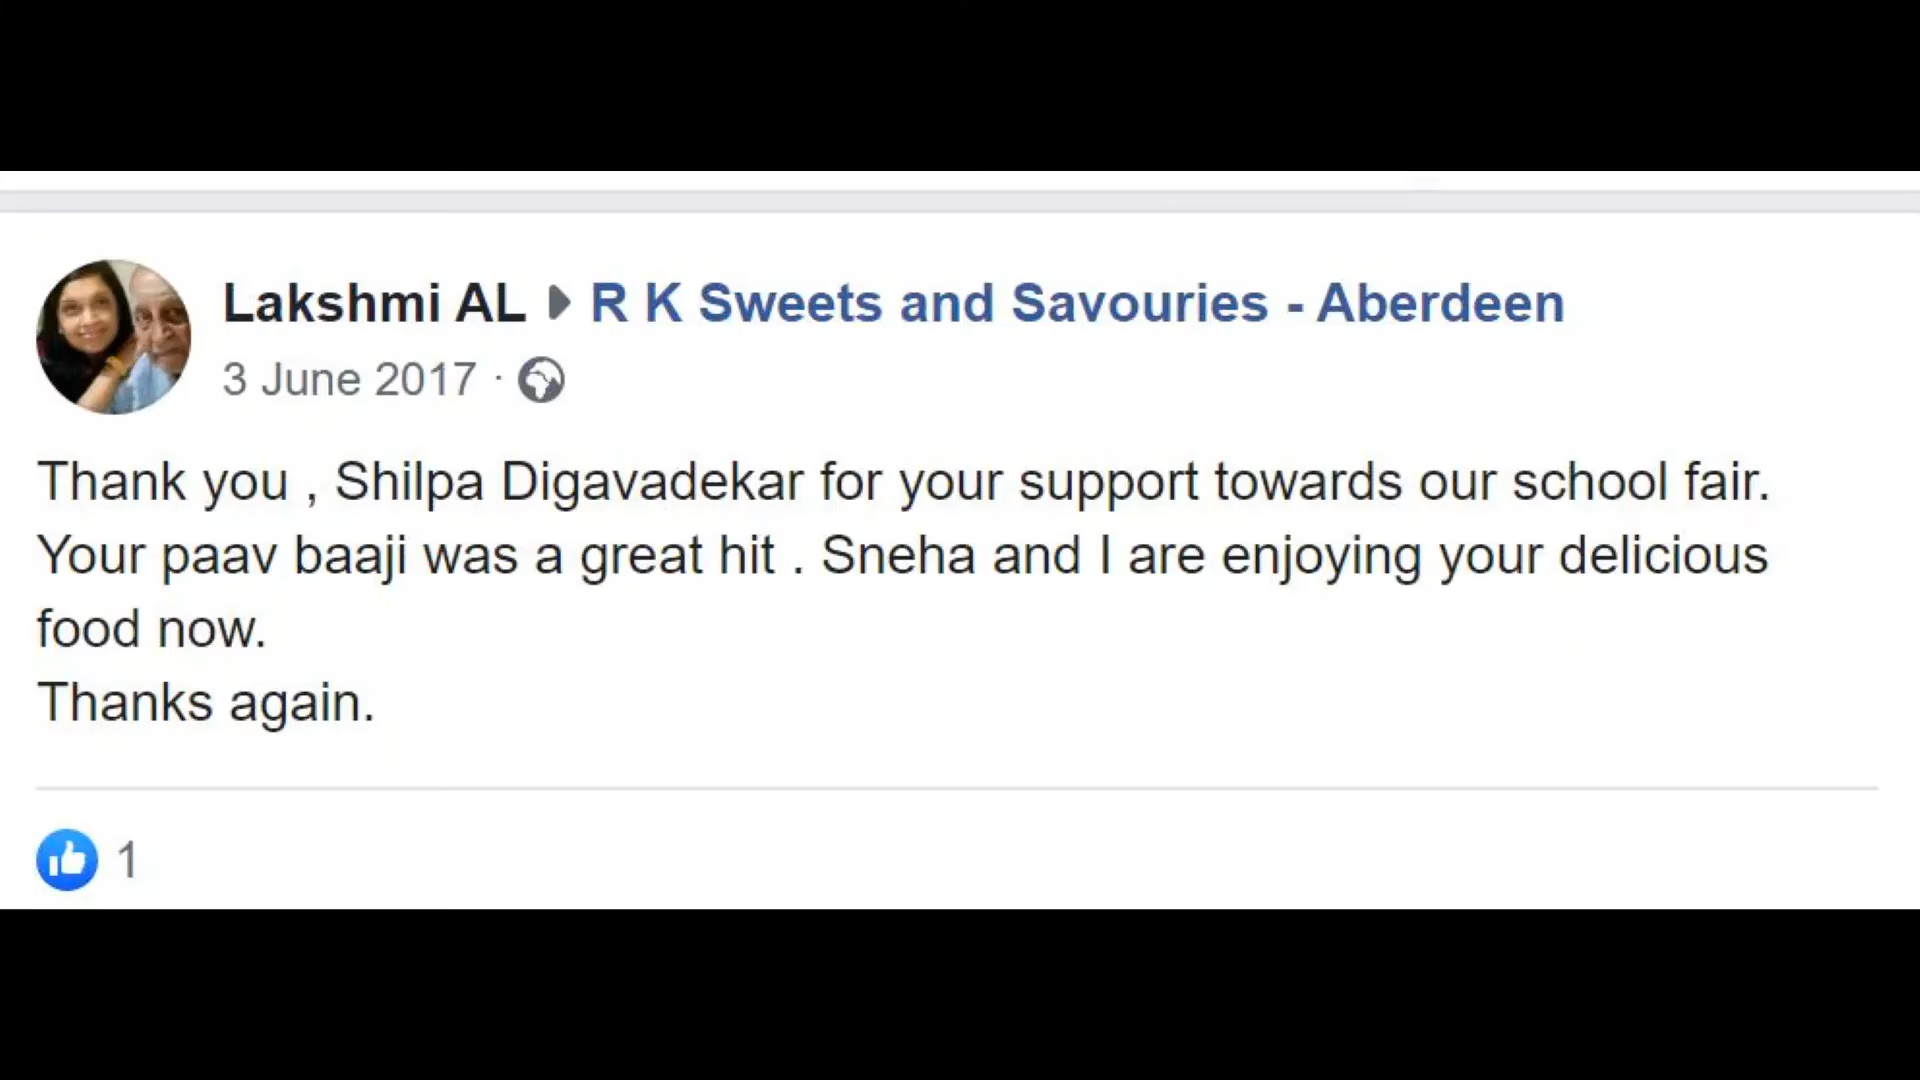 Lakshmi AL R K Sweets and Savouries - Aberdeen
3 June 2017 ·
Thank you , Shilpa Digavadekar for your support towards our school fair.
Your paav baaji was a great hit . Sneha and I are enjoying your delicious
food now.
Thanks again.
1